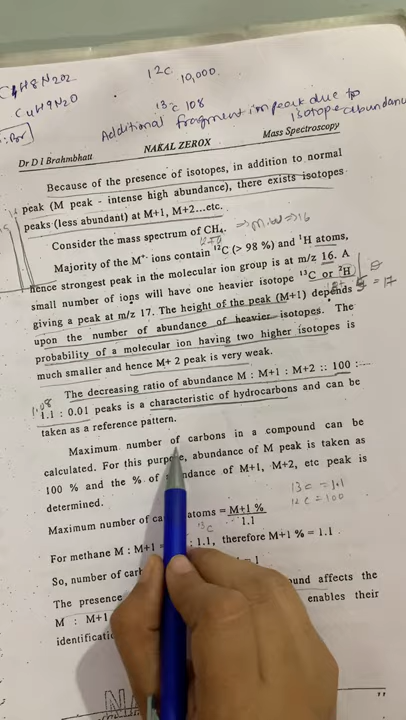 C4H8N2O2
12C 10,000
C4H9N2O
13C 108
Additional fragment ion peak due to
isotope abundance
Dr D I Brahmbhatt NAKAL ZEROX Mass Spectroscopy
Because of the presence of isotopes, in addition to normal
peak (M peak - intense high abundance), there exists isotopes
peaks (less abundant) at M+1, M+2...etc.
Consider the mass spectrum of CH₄.
Majority of the M⁺· ions contain ¹²C (> 98 %) and ¹H atoms,
hence strongest peak in the molecular ion group is at m/z 16. A
small number of ions will have one heavier isotope ¹³C or ²H
giving a peak at m/z 17. The height of the peak (M+1) depends
= 17
upon the number of abundance of heavier isotopes. The
probability of a molecular ion having two higher isotopes is
much smaller and hence M+ 2 peak is very weak.
The decreasing ratio of abundance M : M+1 : M+2 :: 100 :
1.08
1.1 : 0.01 peaks is a characteristic of hydrocarbons and can be
taken as a reference pattern.
Maximum number of carbons in a compound can be
calculated. For this purpose, abundance of M peak is taken as
100 % and the % of abundance of M+1, M+2, etc peak is
determined.
13C = 1.1
12C = 100
Maximum number of atoms = M+1 %
1.1
13C
For methane M : M+1 : 1.1, therefore M+1 % = 1.1
So, number of = 1
The presence affects the
M : M+1 enables their